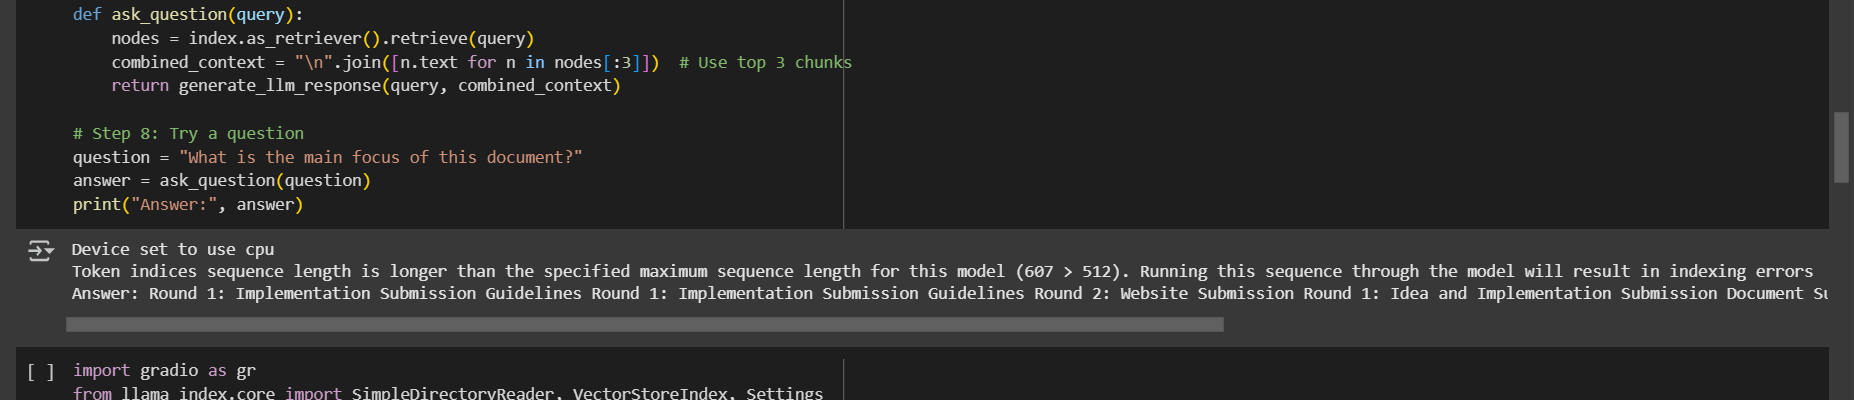 def ask_question(query):
    nodes = index.as_retriever().retrieve(query)
    combined_context = "\n".join([n.text for n in nodes[:3]])  # Use top 3 chunks
    return generate_llm_response(query, combined_context)
# Step 8: Try a question
question = "What is the main focus of this document?"
answer = ask_question(question)
print("Answer:", answer)
Device set to use cpu
Token indices sequence length is longer than the specified maximum sequence length for this model (607 > 512). Running this sequence through the model will result in indexing errors
Answer: Round 1: Implementation Submission Guidelines Round 1: Implementation Submission Guidelines Round 2: Website Submission Round 1: Idea and Implementation Submission Document
[ ] import gradio as gr
from llama_index.core import SimpleDirectoryReader, VectorStoreIndex, Settings